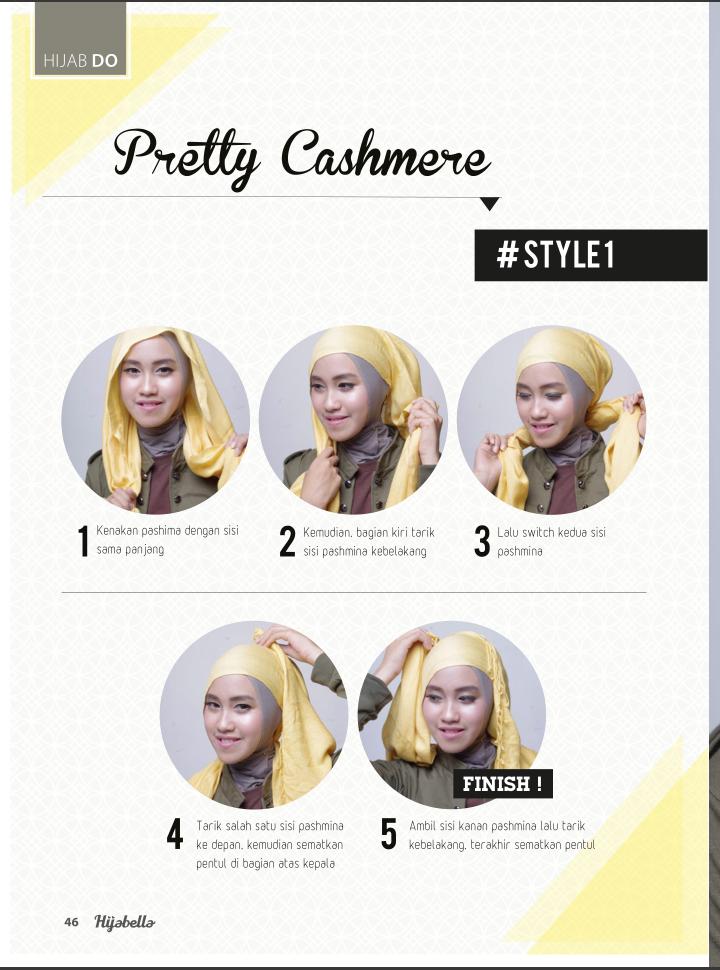 HIJAB DO
Pretty Cashmere
#STYLE1
1 Kenakan pashima dengan sisi
sama panjang
2 Kemudian, bagian kiri tarik
sisi pashmina kebelakang
3 Lalu switch kedua sisi
pashmina
FINISH !
4 Tarik salah satu sisi pashmina
ke depan, kemudian sematkan
pentul di bagian atas kepala
5 Ambil sisi kanan pashmina lalu tarik
kebelakang, terakhir sematkan pentul
46 Hijabella